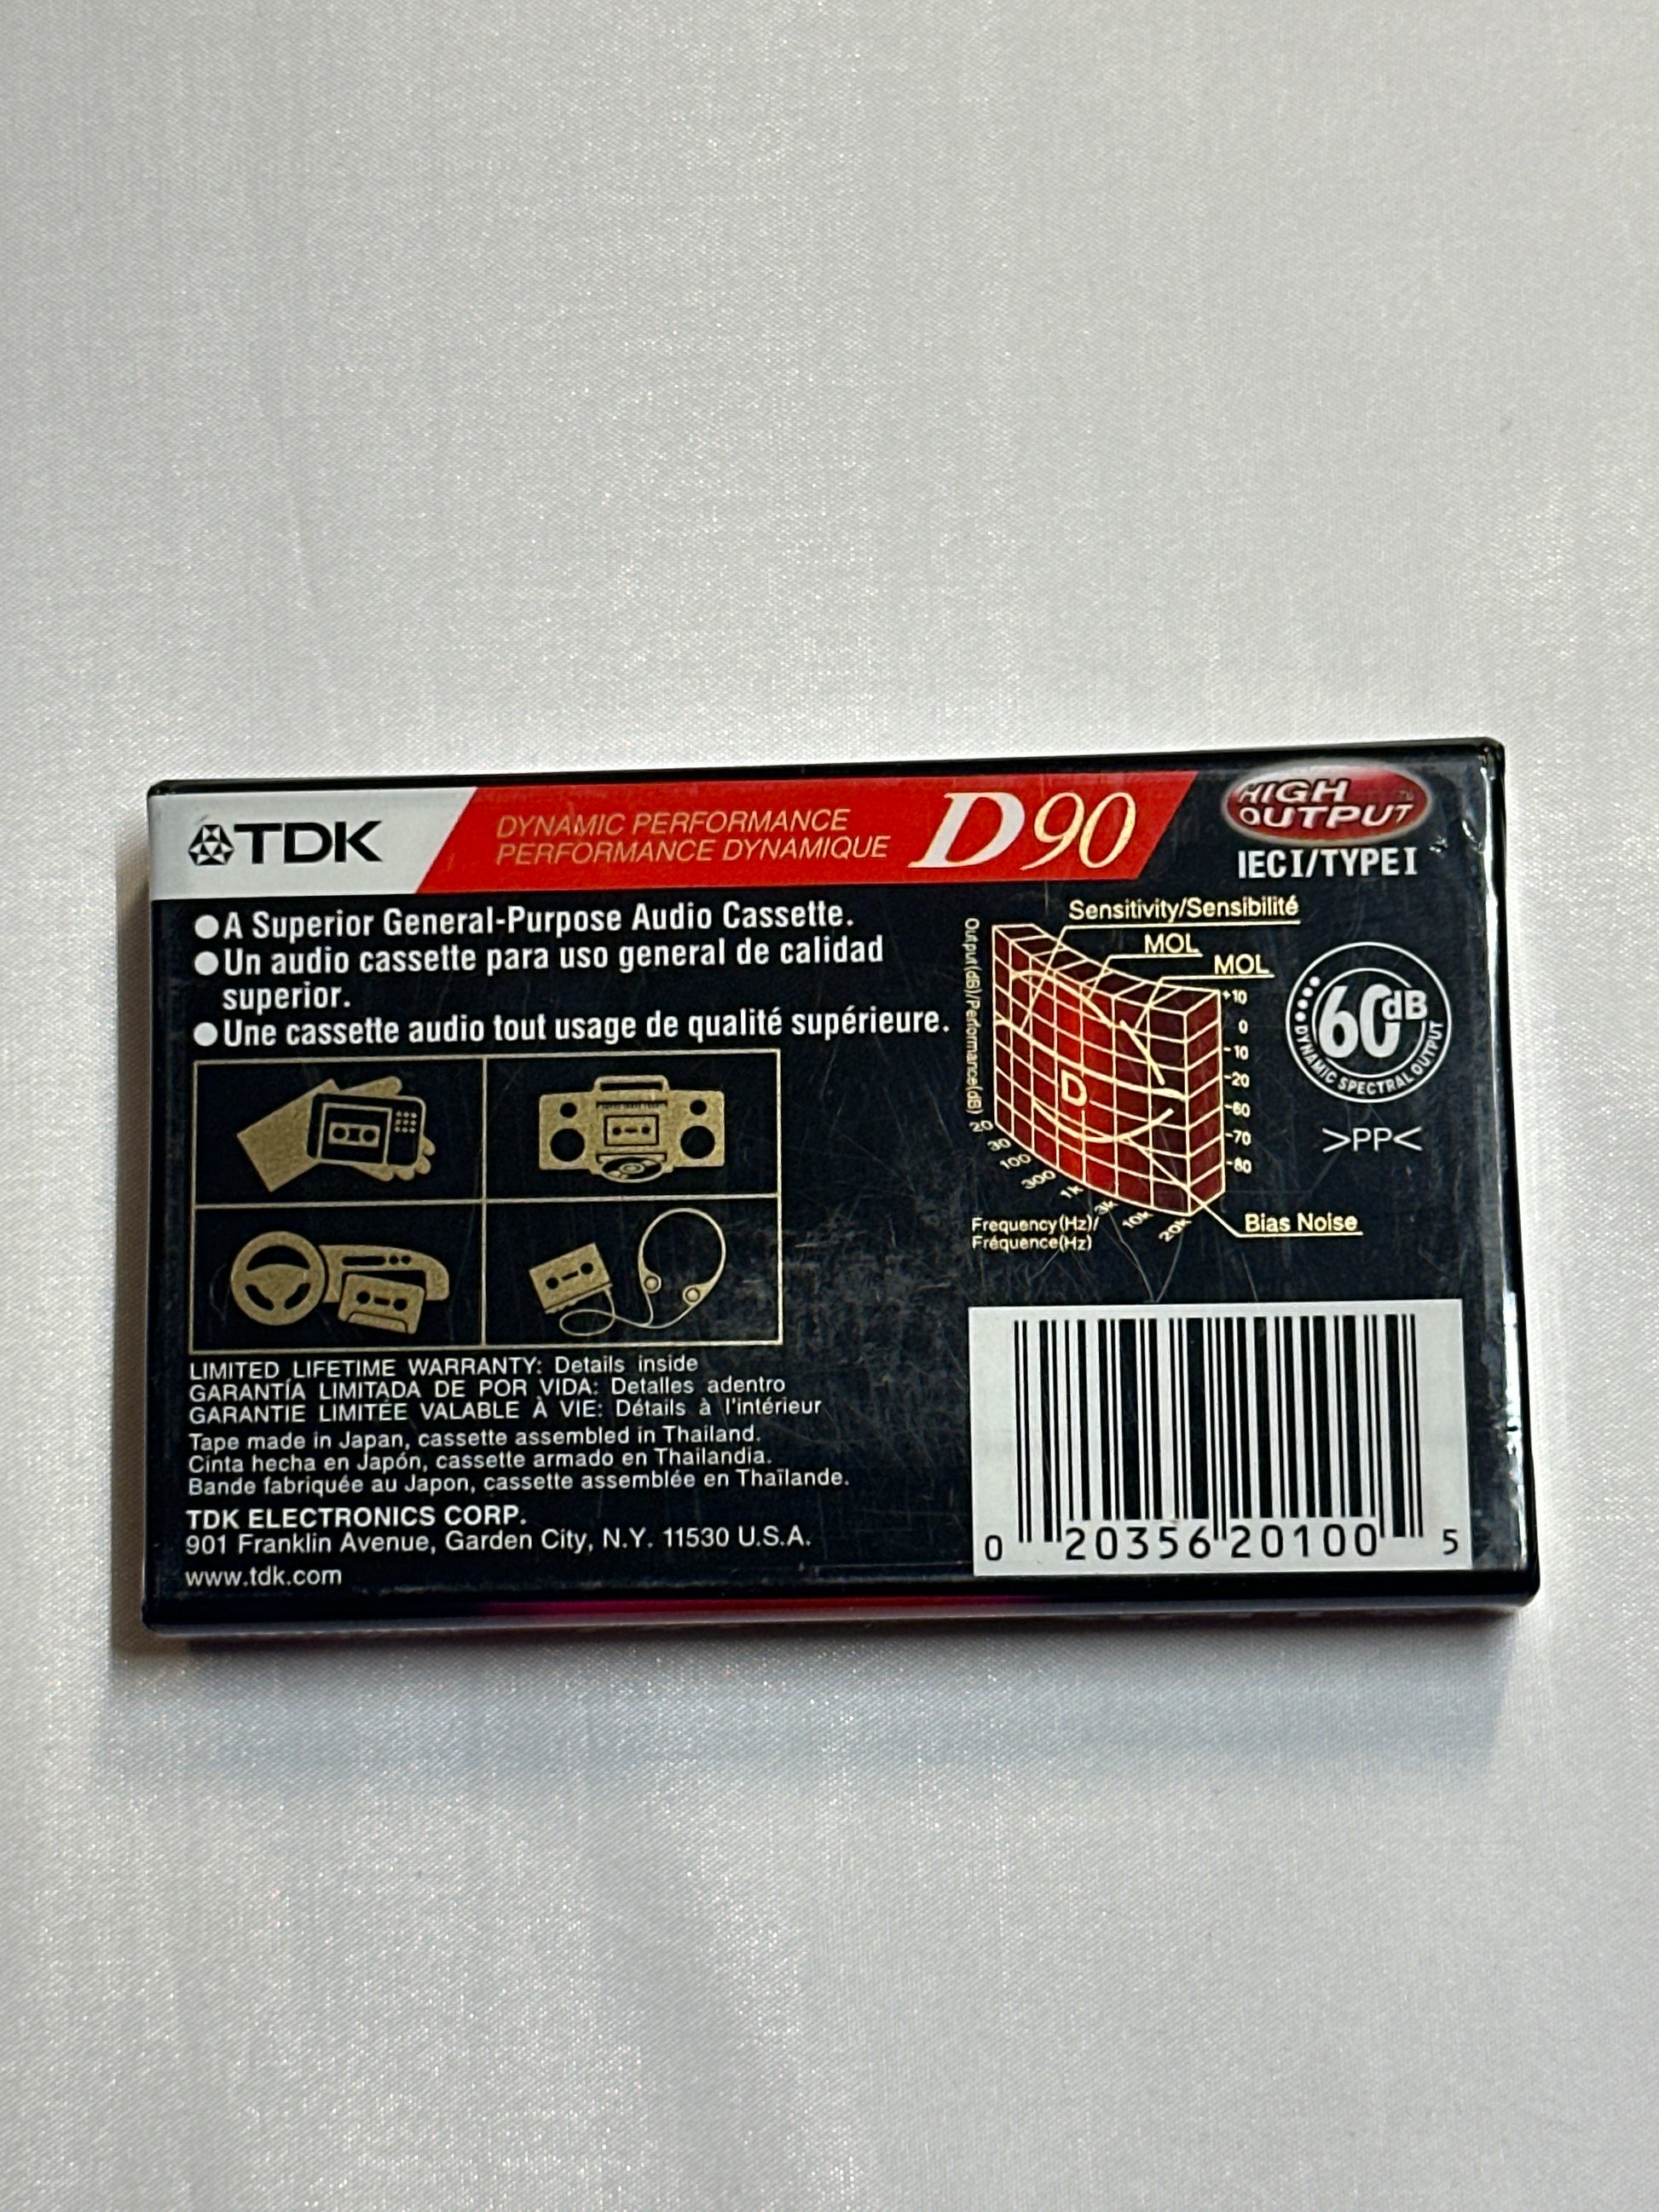 TDK
DYNAMIC PERFORMANCE
PERFORMANCE DYNAMIQUE
D90
HIGH
OUTPUT
IEC I/TYPE I
●A Superior General-Purpose Audio Cassette.
●Un audio cassette para uso general de calidad
superior.
●Une cassette audio tout usage de qualité supérieure.
Sensitivity/Sensibilité
MOL
MOL
Output(dB)/Performance(dB)
+10
0
-10
-20
-60
-70
-80
D
20
30
100
300
1k
3k
10k
20k
Frequency(Hz)/
Fréquence(Hz)
Bias Noise
60dB
DYNAMIC SPECTRAL OUTPUT
>PP<
LIMITED LIFETIME WARRANTY: Details inside
GARANTÍA LIMITADA DE POR VIDA: Detalles adentro
GARANTIE LIMITÉE VALABLE À VIE: Détails à l'intérieur
Tape made in Japan, cassette assembled in Thailand.
Cinta hecha en Japón, cassette armado en Thailandia.
Bande fabriquée au Japon, cassette assemblée en Thaïlande.
TDK ELECTRONICS CORP.
901 Franklin Avenue, Garden City, N.Y. 11530 U.S.A.
www.tdk.com
0 20356 20100 5